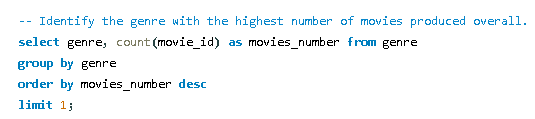 -- Identify the genre with the highest number of movies produced overall.
select genre, count(movie_id) as movies_number from genre
group by genre
order by movies_number desc
limit 1;